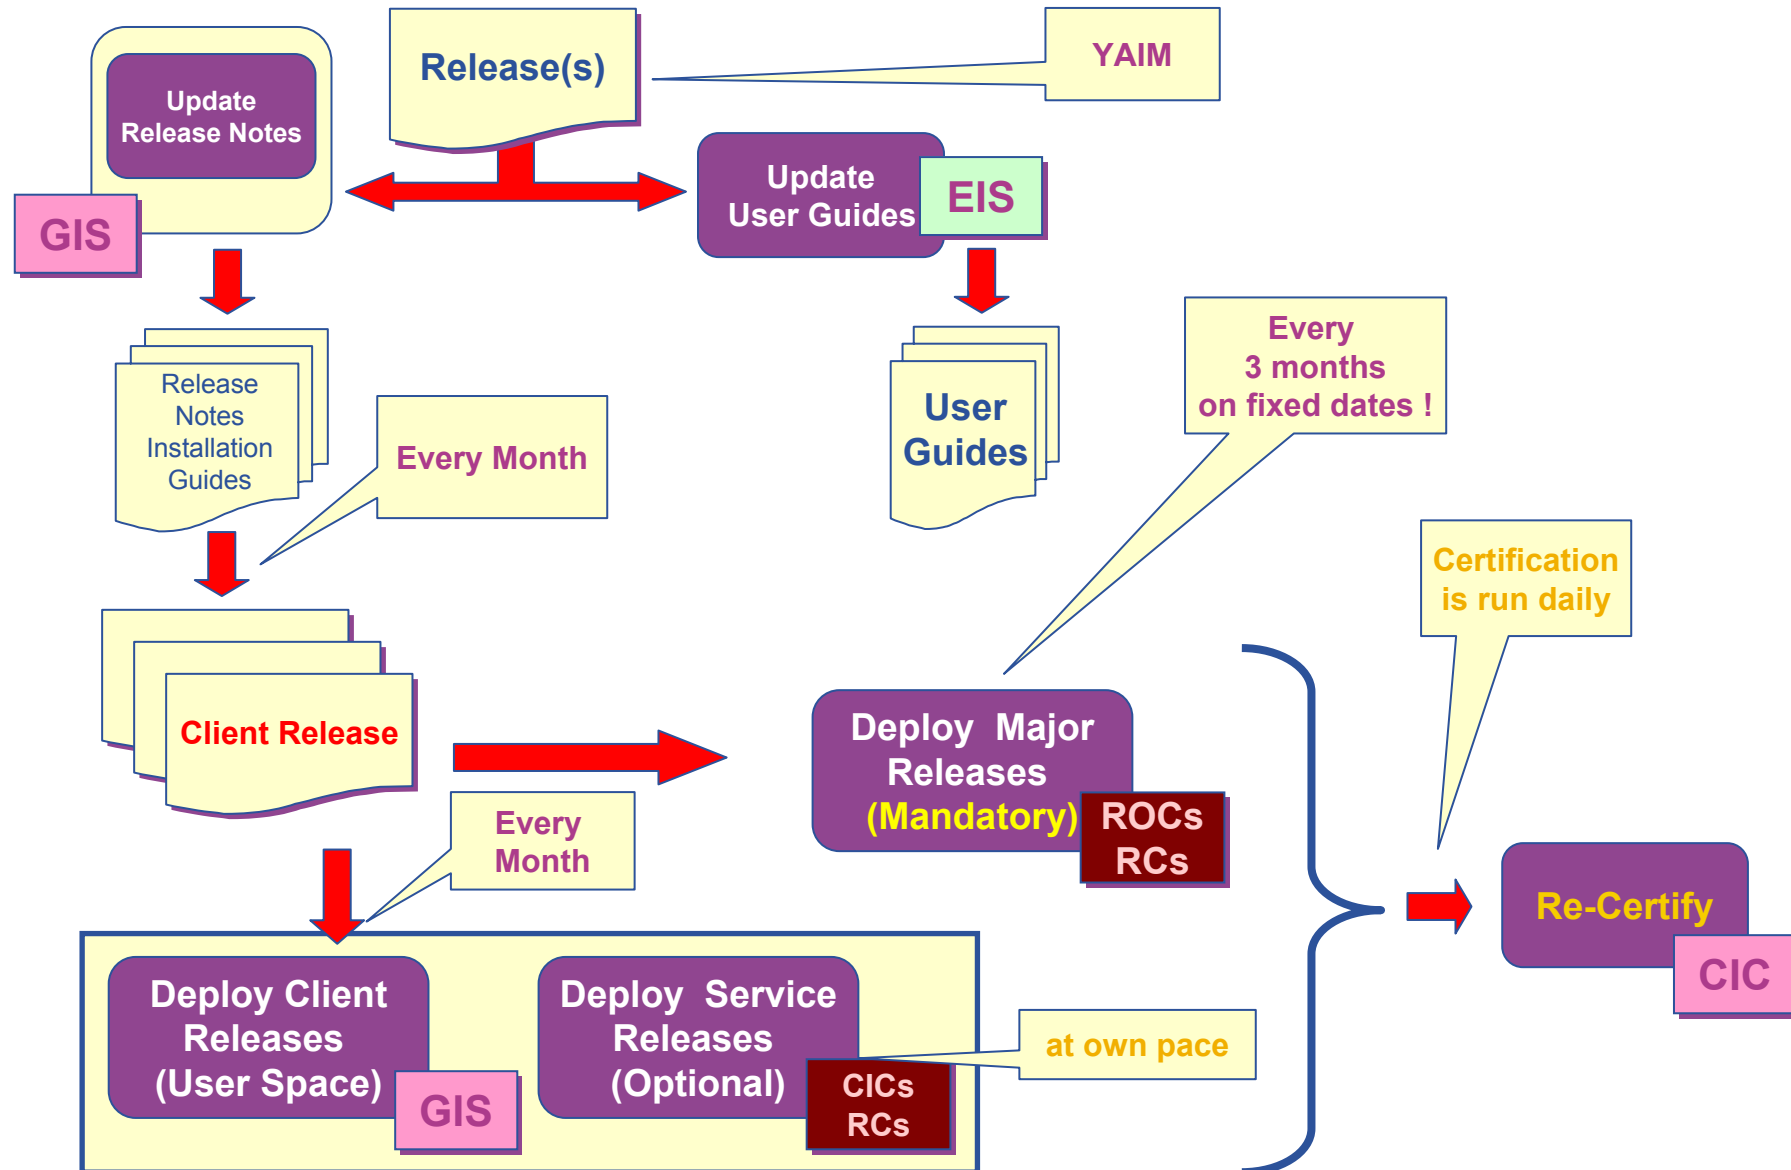 Update
Release Notes
GIS
Release(s)
YAIM
Update
User Guides
EIS
Release
Notes
Installation
Guides
Every Month
User
Guides
Every
3 months
on fixed dates !
Certification
is run daily
Client Release
Every
Month
Deploy Major
Releases
(Mandatory)
ROCs
RCs
Re-Certify
CIC
Deploy Client
Releases
(User Space)
GIS
Deploy Service
Releases
(Optional)
CICs
RCs
at own pace